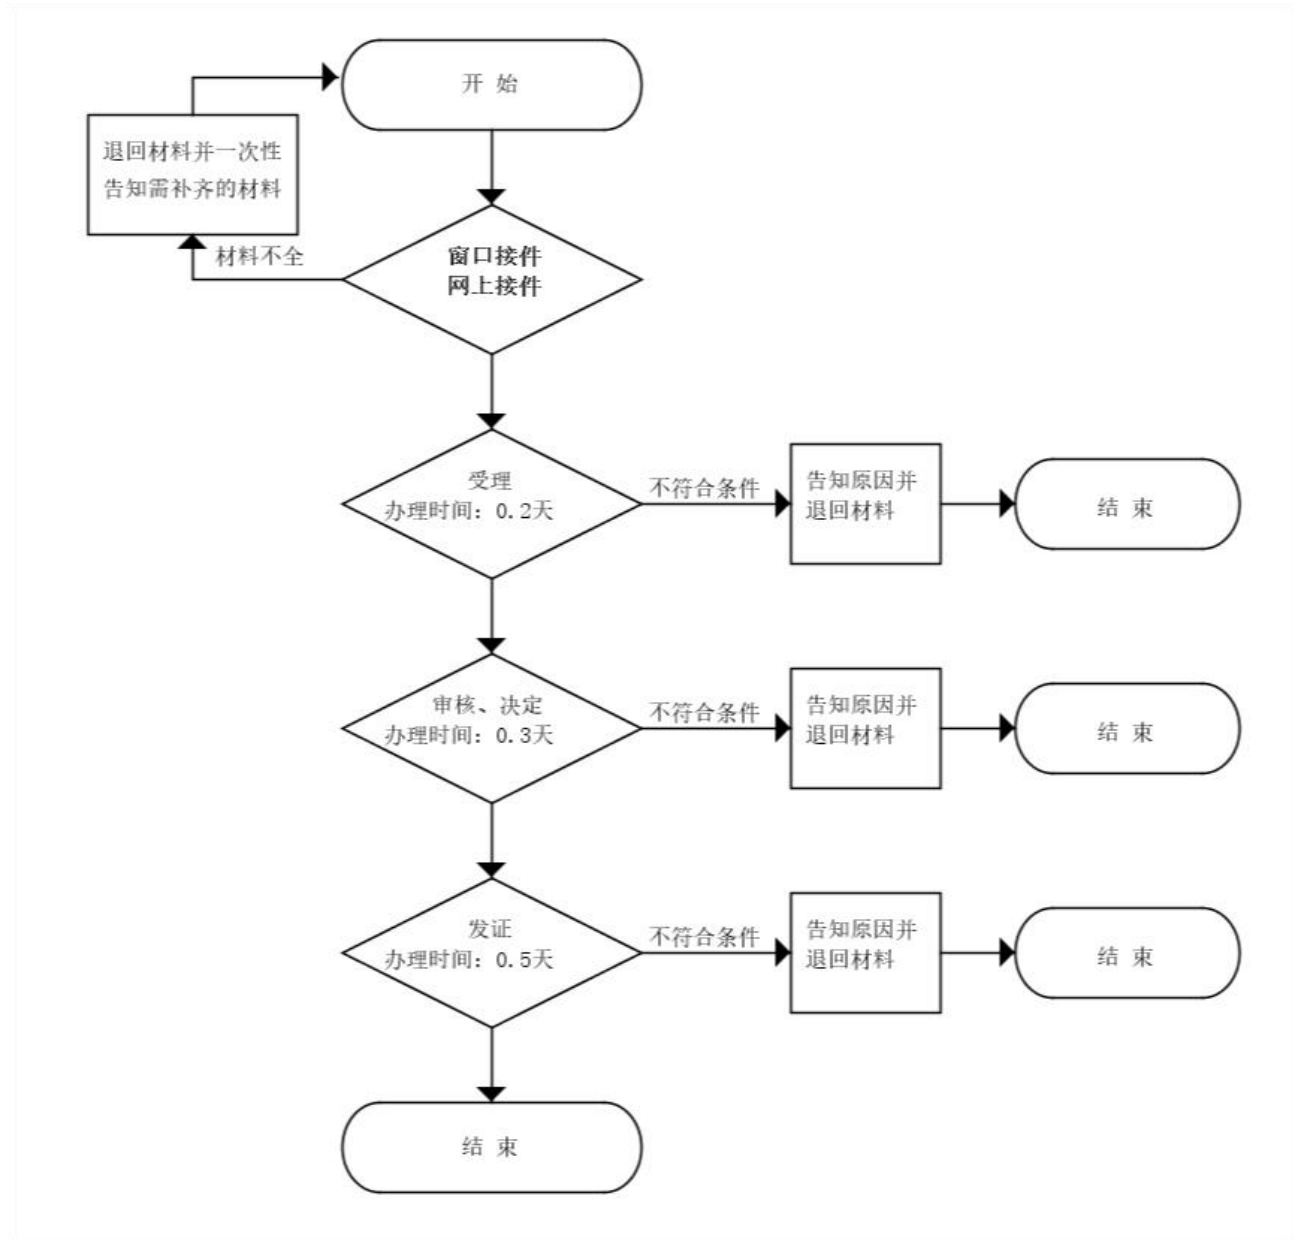 开 始
退回材料并一次性
告知需补齐的材料
材料不全
窗口接件
网上接件
受理
办理时间：0.2天
不符合条件
告知原因并
退回材料
结 束
审核、决定
办理时间：0.3天
不符合条件
告知原因并
退回材料
结 束
发证
办理时间：0.5天
不符合条件
告知原因并
退回材料
结 束
结 束